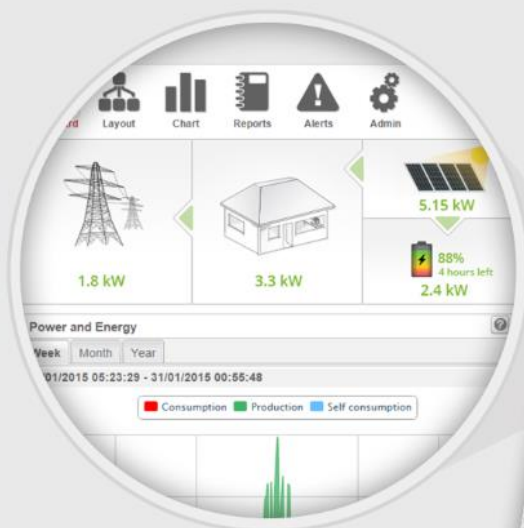 rd Layout Chart Reports Alerts Admin
5.15 kW
88%
4 hours left
1.8 kW 3.3 kW 2.4 kW
Power and Energy
Week Month Year
/01/2015 05:23:29 - 31/01/2015 00:55:48
Consumption Production Self consumption